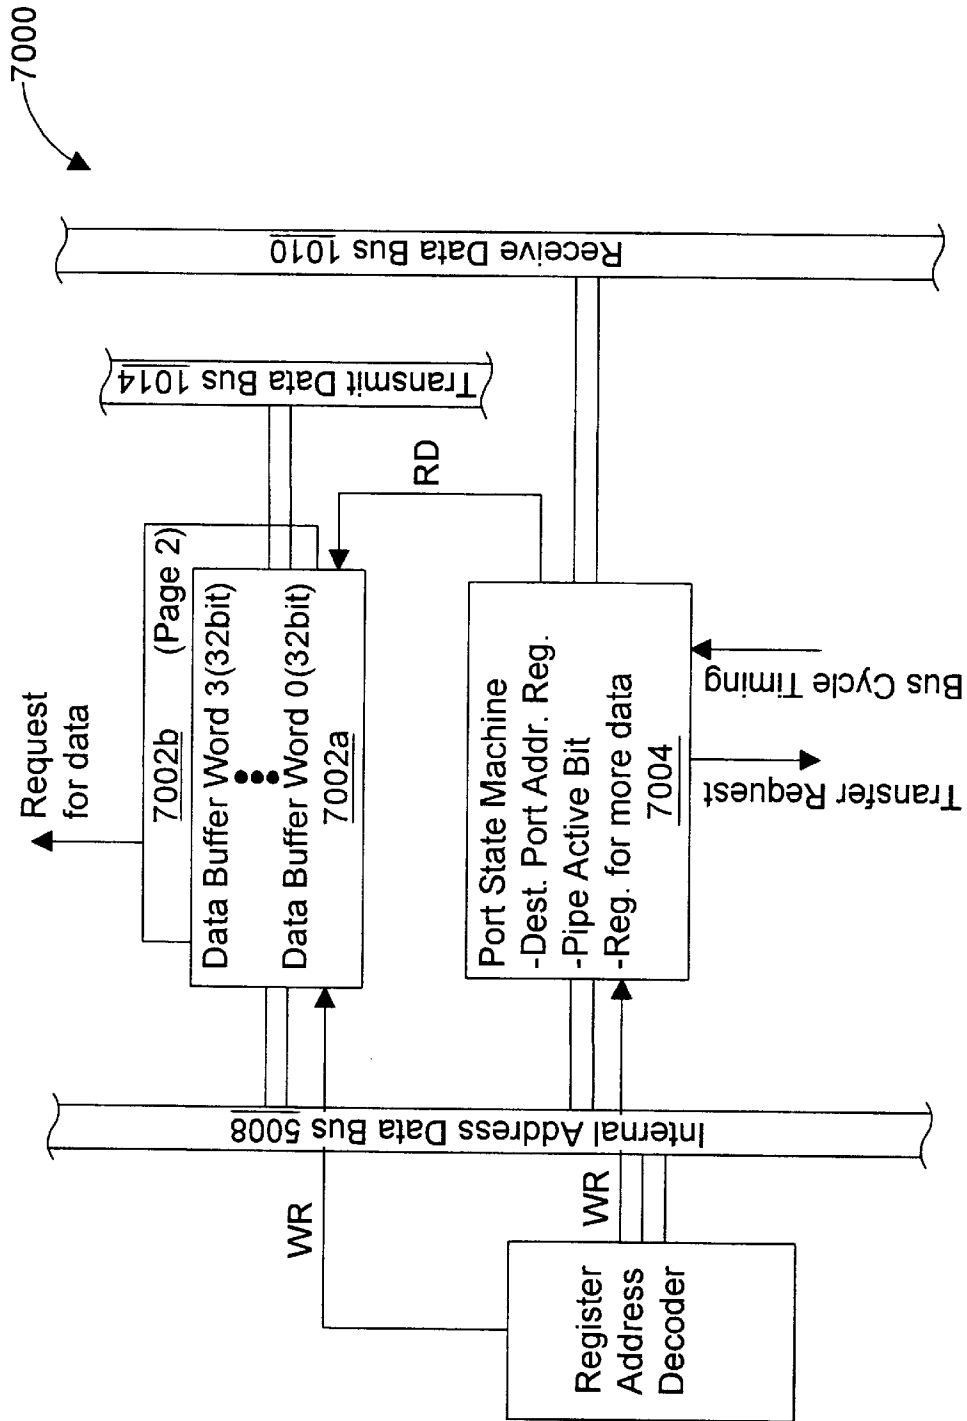 7000
Request
for data
7002b (Page 2)
Data Buffer Word 3(32bit)
Data Buffer Word 0(32bit)
7002a
Transmit Data Bus 1014
Receive Data Bus 1010
RD
Port State Machine
-Dest. Port Addr. Reg.
-Pipe Active Bit
-Reg. for more data
7004
Bus Cycle Timing
Transfer Request
Internal Address Data Bus 5008
WR
WR
Register
Address
Decoder